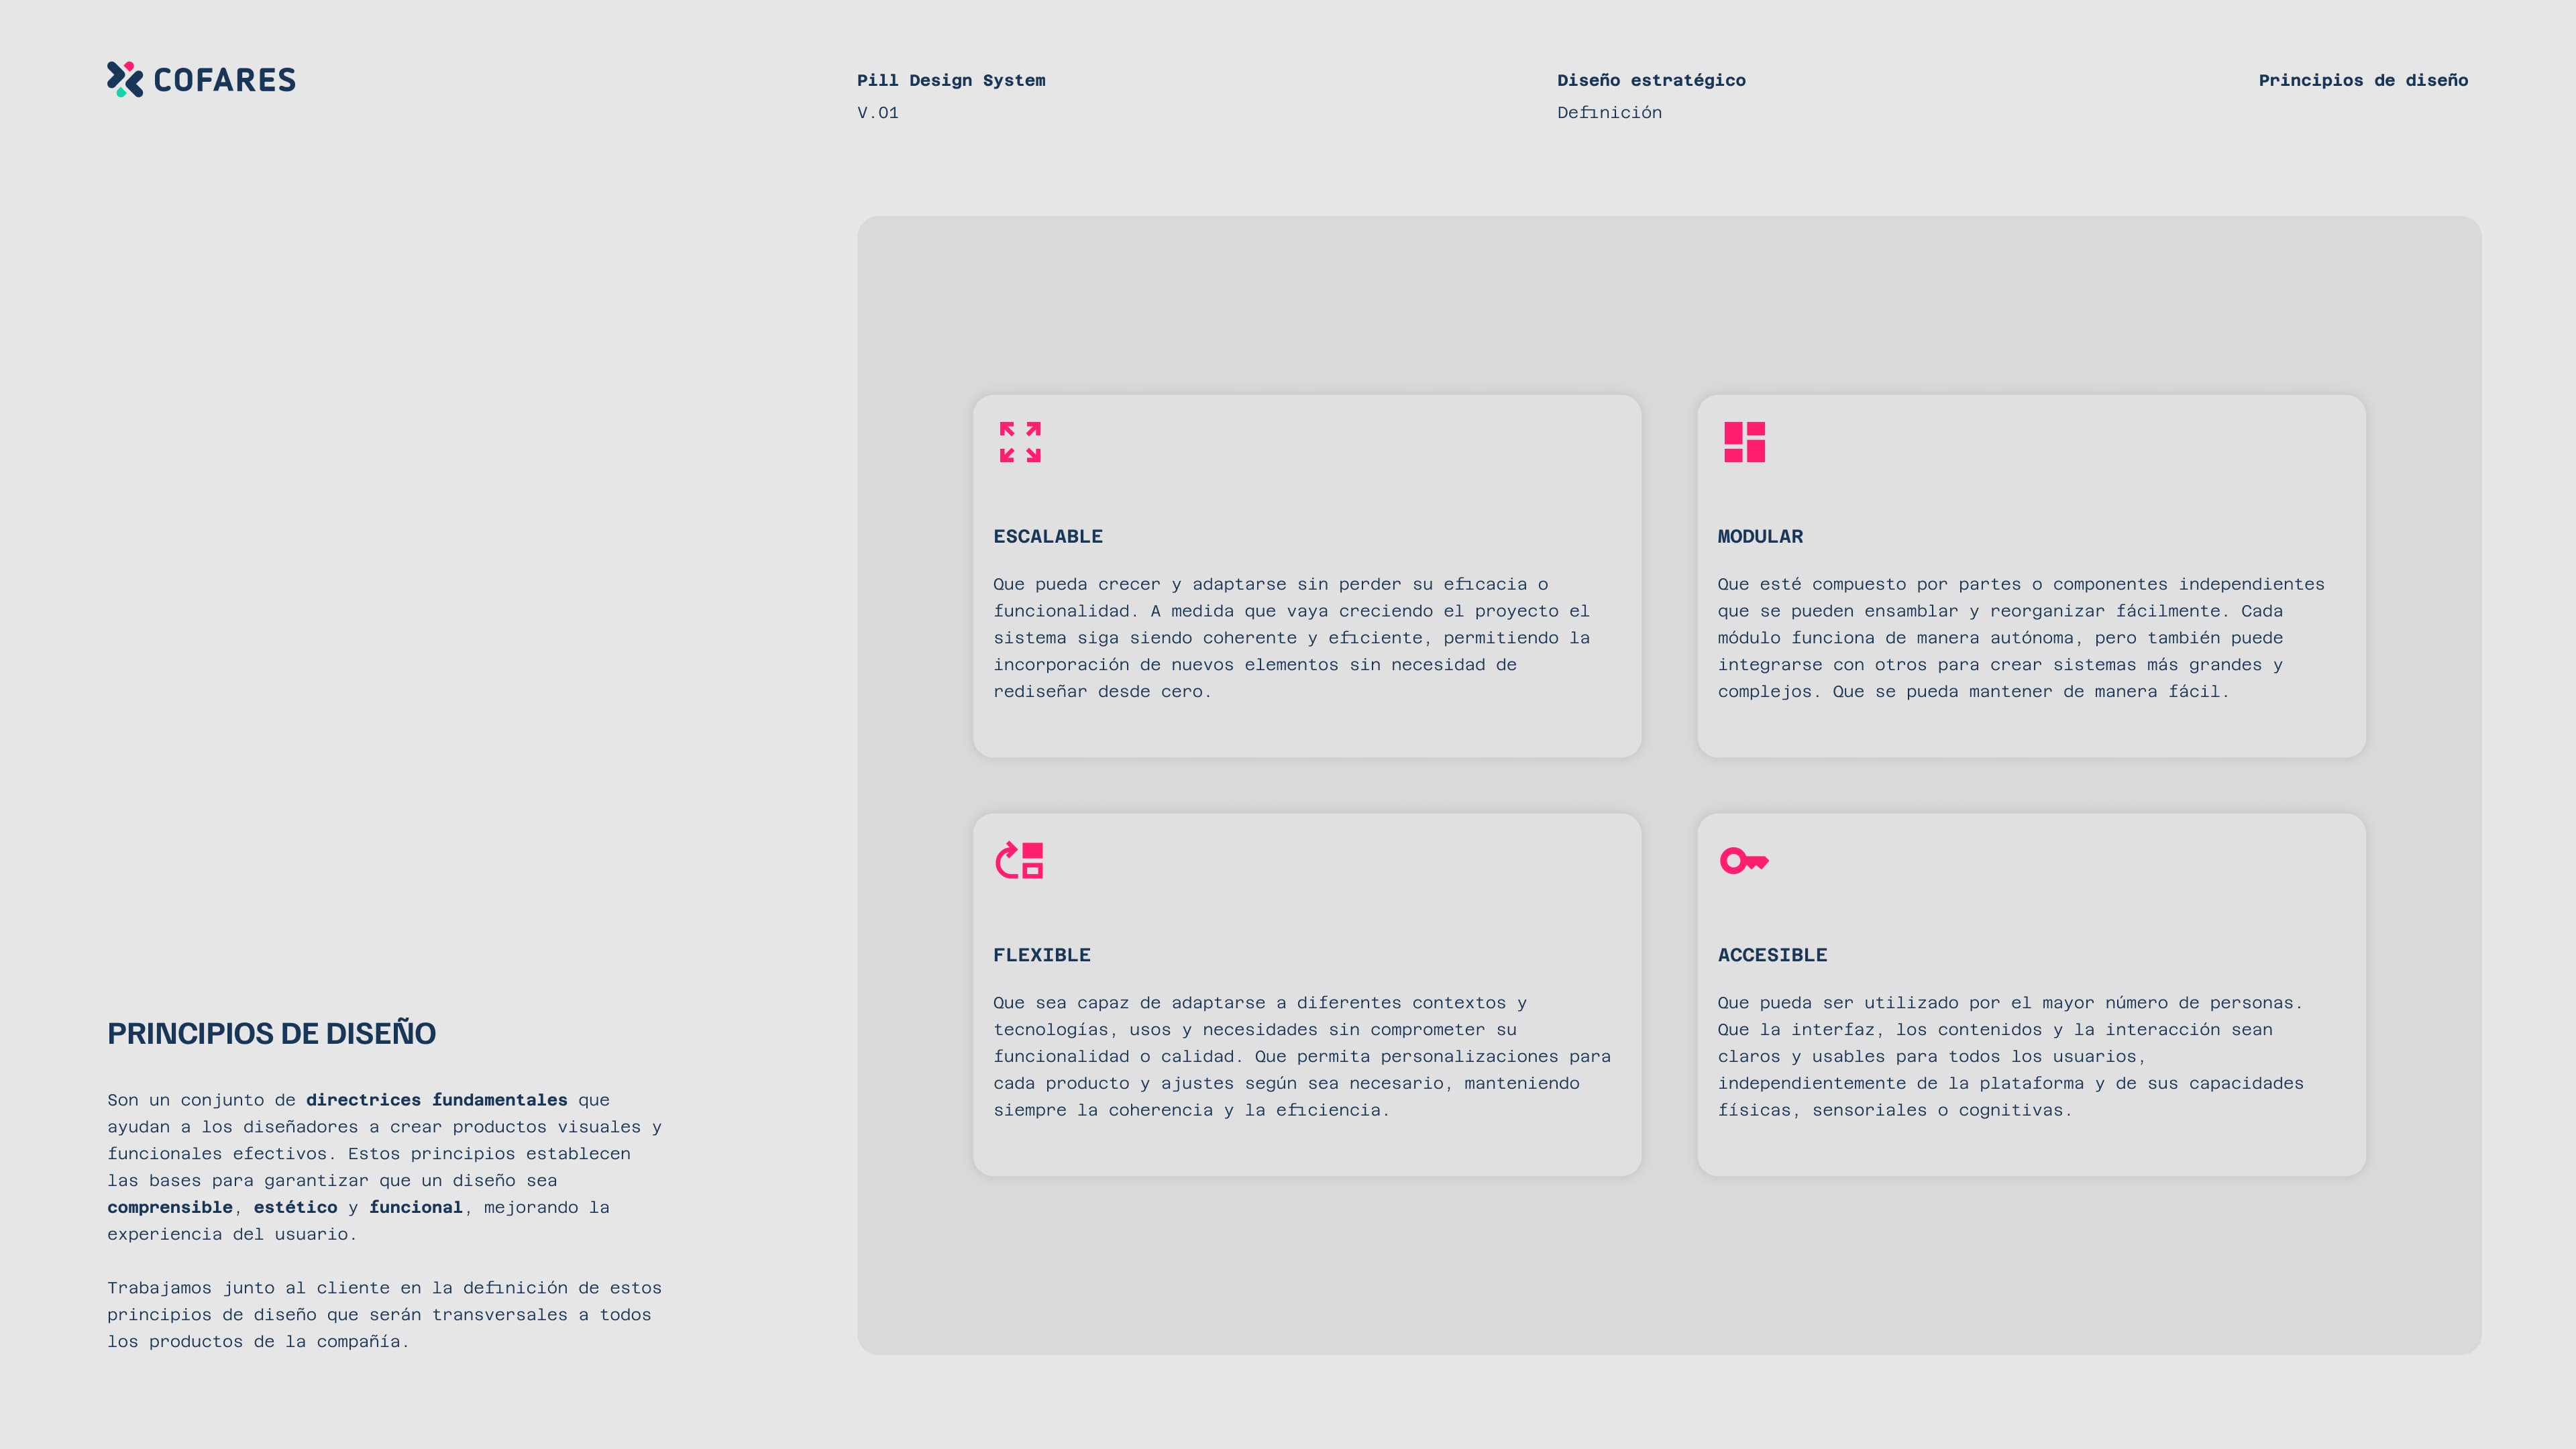 COFARES
Pill Design System
V.01
Diseño estratégico
Definición
Principios de diseño
PRINCIPIOS DE DISEÑO
Son un conjunto de directrices fundamentales que
ayudan a los diseñadores a crear productos visuales y
funcionales efectivos. Estos principios establecen
las bases para garantizar que un diseño sea
comprensible, estético y funcional, mejorando la
experiencia del usuario.
Trabajamos junto al cliente en la definición de estos
principios de diseño que serán transversales a todos
los productos de la compañía.
ESCALABLE
Que pueda crecer y adaptarse sin perder su eficacia o
funcionalidad. A medida que vaya creciendo el proyecto el
sistema siga siendo coherente y eficiente, permitiendo la
incorporación de nuevos elementos sin necesidad de
rediseñar desde cero.
MODULAR
Que esté compuesto por partes o componentes independientes
que se pueden ensamblar y reorganizar fácilmente. Cada
módulo funciona de manera autónoma, pero también puede
integrarse con otros para crear sistemas más grandes y
complejos. Que se pueda mantener de manera fácil.
FLEXIBLE
Que sea capaz de adaptarse a diferentes contextos y
tecnologías, usos y necesidades sin comprometer su
funcionalidad o calidad. Que permita personalizaciones para
cada producto y ajustes según sea necesario, manteniendo
siempre la coherencia y la eficiencia.
ACCESIBLE
Que pueda ser utilizado por el mayor número de personas.
Que la interfaz, los contenidos y la interacción sean
claros y usables para todos los usuarios,
independientemente de la plataforma y de sus capacidades
físicas, sensoriales o cognitivas.